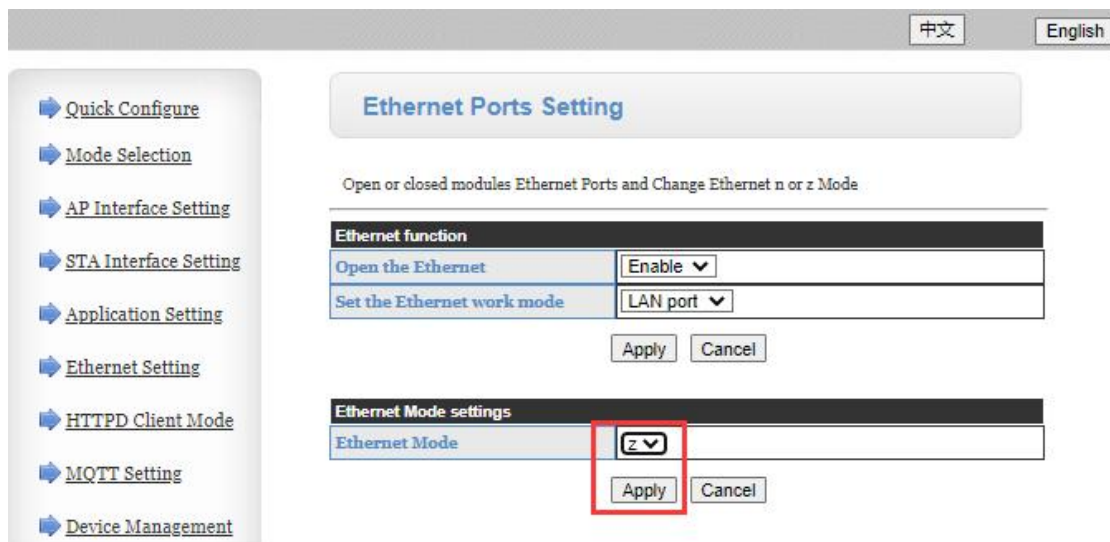 中文 English
Quick Configure
Mode Selection
AP Interface Setting
STA Interface Setting
Application Setting
Ethernet Setting
HTTPD Client Mode
MQTT Setting
Device Management
Ethernet Ports Setting
Open or closed modules Ethernet Ports and Change Ethernet n or z Mode
Ethernet function
Open the Ethernet Enable
Set the Ethernet work mode LAN port
Apply Cancel
Ethernet Mode settings
Ethernet Mode z
Apply Cancel